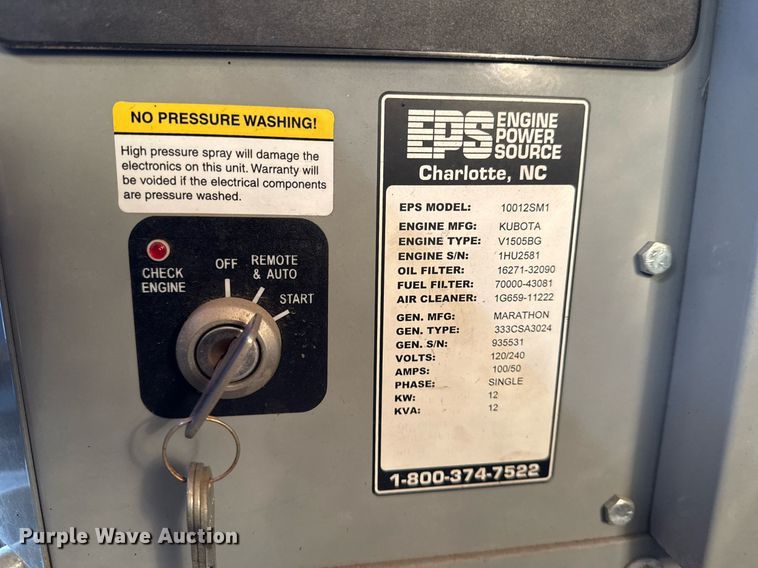 NO PRESSURE WASHING!
High pressure spray will damage the
electronics on this unit. Warranty will
be voided if the electrical components
are pressure washed.
CHECK
ENGINE
OFF
REMOTE
& AUTO
START
EPS ENGINE
POWER
SOURCE
Charlotte, NC
EPS MODEL: 10012SM1
ENGINE MFG: KUBOTA
ENGINE TYPE: V1505BG
ENGINE S/N: 1HU2581
OIL FILTER: 16271-32090
FUEL FILTER: 70000-43081
AIR CLEANER: 1G659-11222
GEN. MFG: MARATHON
GEN. TYPE: 333CSA3024
GEN. S/N: 935531
VOLTS: 120/240
AMPS: 100/50
PHASE: SINGLE
KW: 12
KVA: 12
1-800-374-7522
Purple Wave Auction